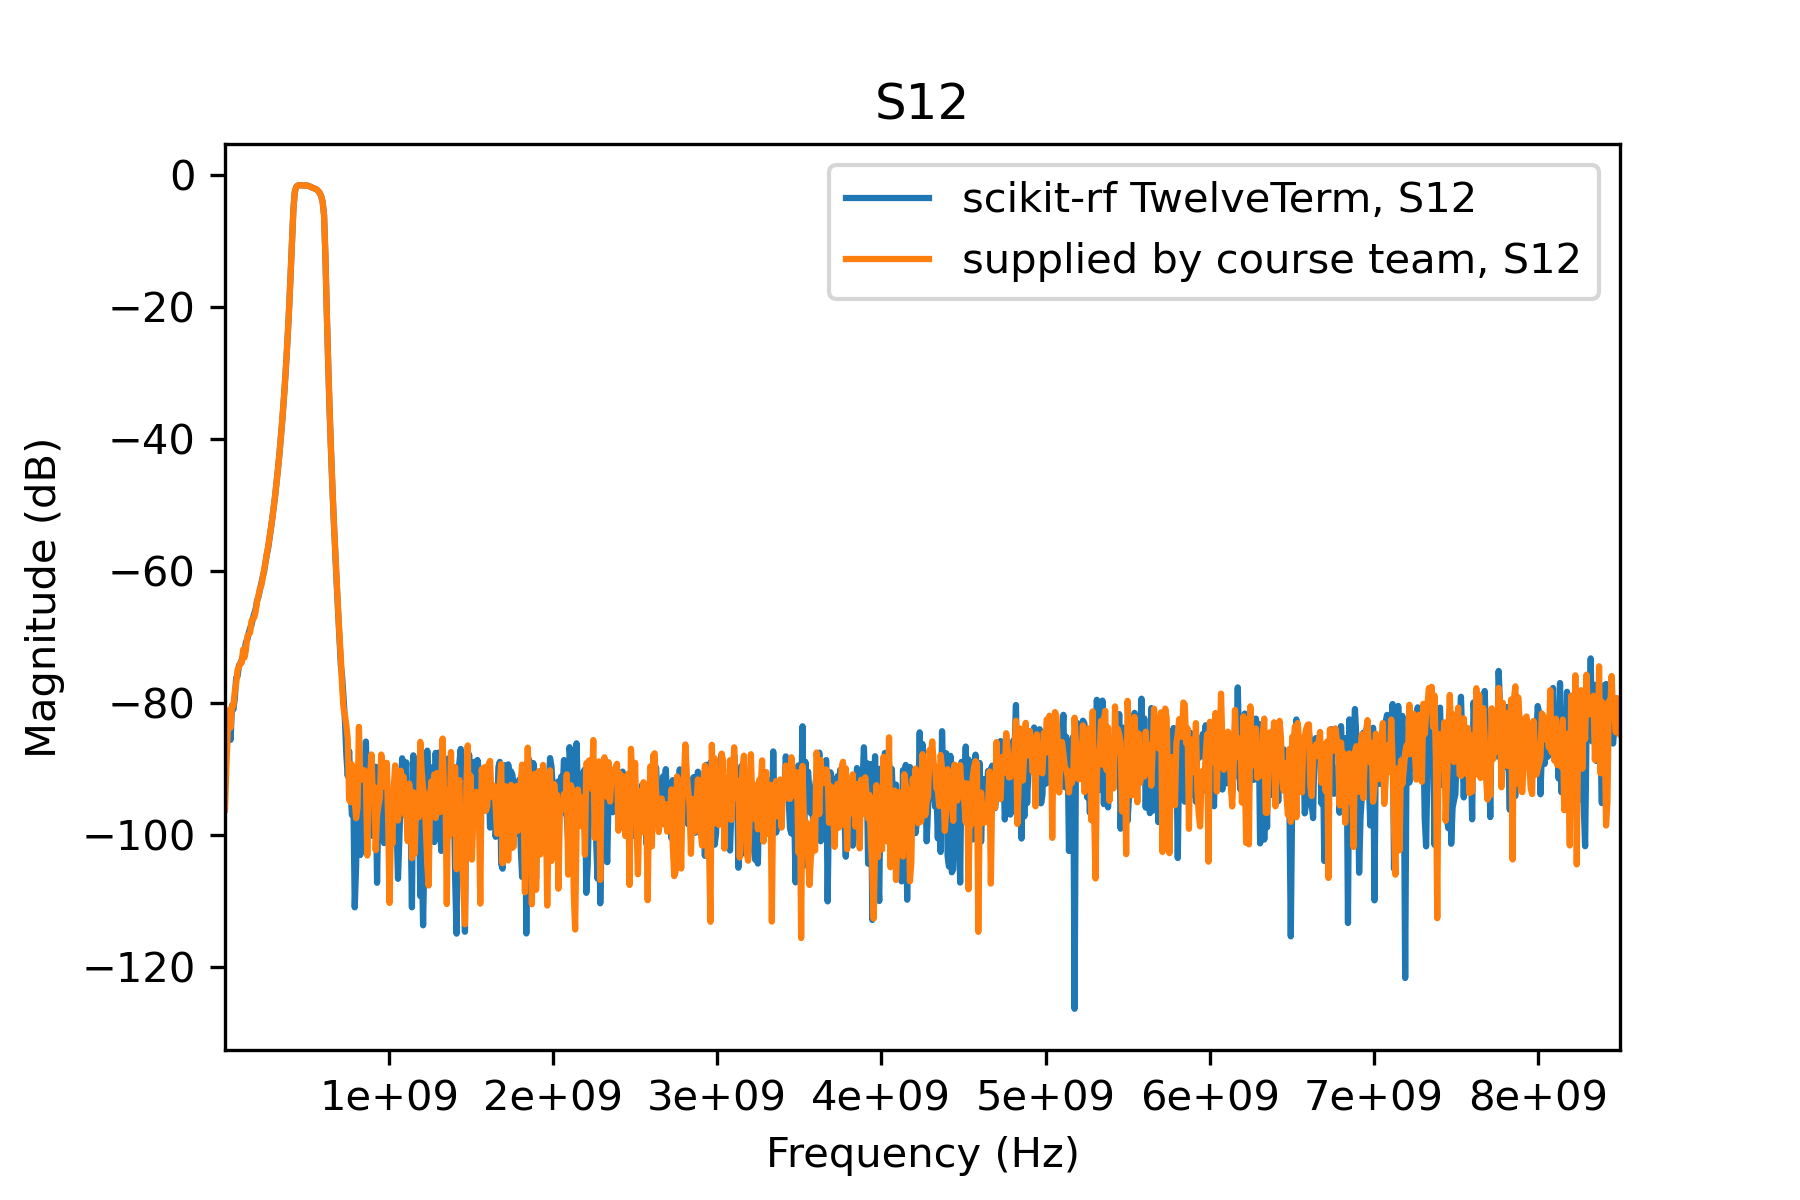 S12
scikit-rf TwelveTerm, S12
supplied by course team, S12
Magnitude (dB)
0
−20
−40
−60
−80
−100
−120
1e+09 2e+09 3e+09 4e+09 5e+09 6e+09 7e+09 8e+09
Frequency (Hz)